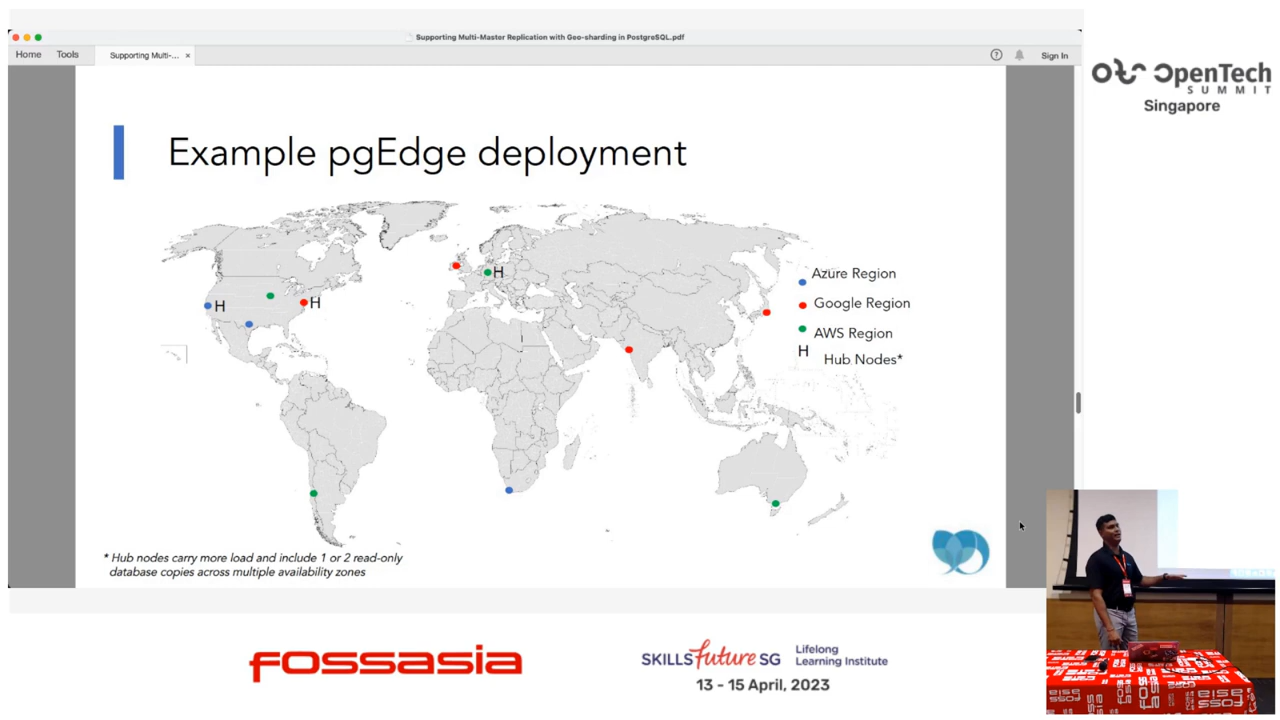 Supporting Multi-Master Replication with Geo-sharding in PostgreSQL.pdf
Home
Tools
Supporting Multi-...
×
?
Sign In
Example pgEdge deployment
H
H
H
Azure Region
Google Region
AWS Region
H
Hub Nodes*
* Hub nodes carry more load and include 1 or 2 read-only
database copies across multiple availability zones
OpenTech
SUMMIT
Singapore
FOSSASIA
SKILLSfuture SG
Lifelong
Learning Institute
13 - 15 April, 2023